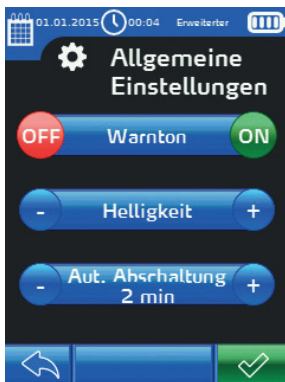 01.01.2015 00:04 Erweiterter
Allgemeine
Einstellungen
OFF Warnton ON
- Helligkeit +
- Aut. Abschaltung +
2 min